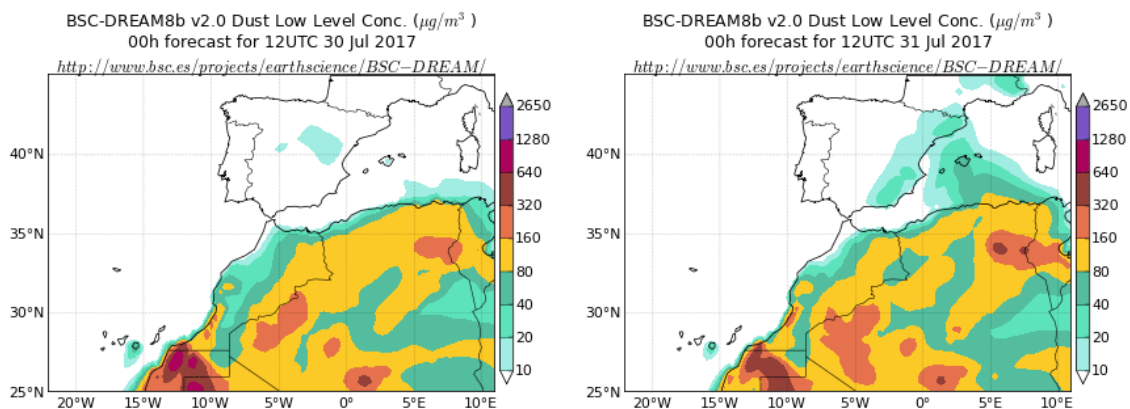 BSC-DREAM8b v2.0 Dust Low Level Conc. (μg/m³ )
00h forecast for 12UTC 30 Jul 2017
http://www.bsc.es/projects/earthscience/BSC−DREAM/
40°N
35°N
30°N
25°N
20°W
15°W
10°W
5°W
0°
5°E
10°E
2650
1280
640
320
160
80
40
20
10
BSC-DREAM8b v2.0 Dust Low Level Conc. (μg/m³ )
00h forecast for 12UTC 31 Jul 2017
http://www.bsc.es/projects/earthscience/BSC−DREAM/
40°N
35°N
30°N
25°N
20°W
15°W
10°W
5°W
0°
5°E
10°E
2650
1280
640
320
160
80
40
20
10